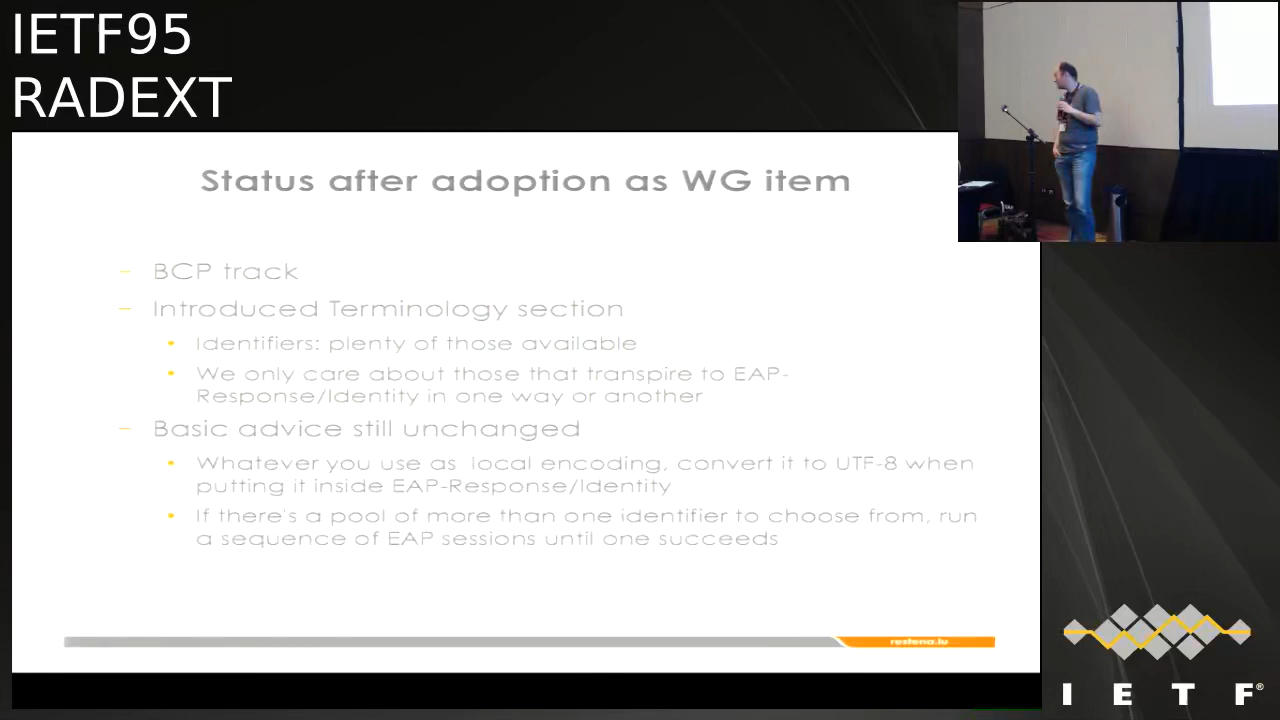 IETF95
RADEXT
Status after adoption as WG item
– BCP track
– Introduced Terminology section
• Identifiers: plenty of those available
• We only care about those that transpire to EAP-
Response/Identity in one way or another
– Basic advice still unchanged
• Whatever you use as local encoding, convert it to UTF-8 when
putting it inside EAP-Response/Identity
• If there's a pool of more than one identifier to choose from, run
a sequence of EAP sessions until one succeeds
restena.lu
I E T F®